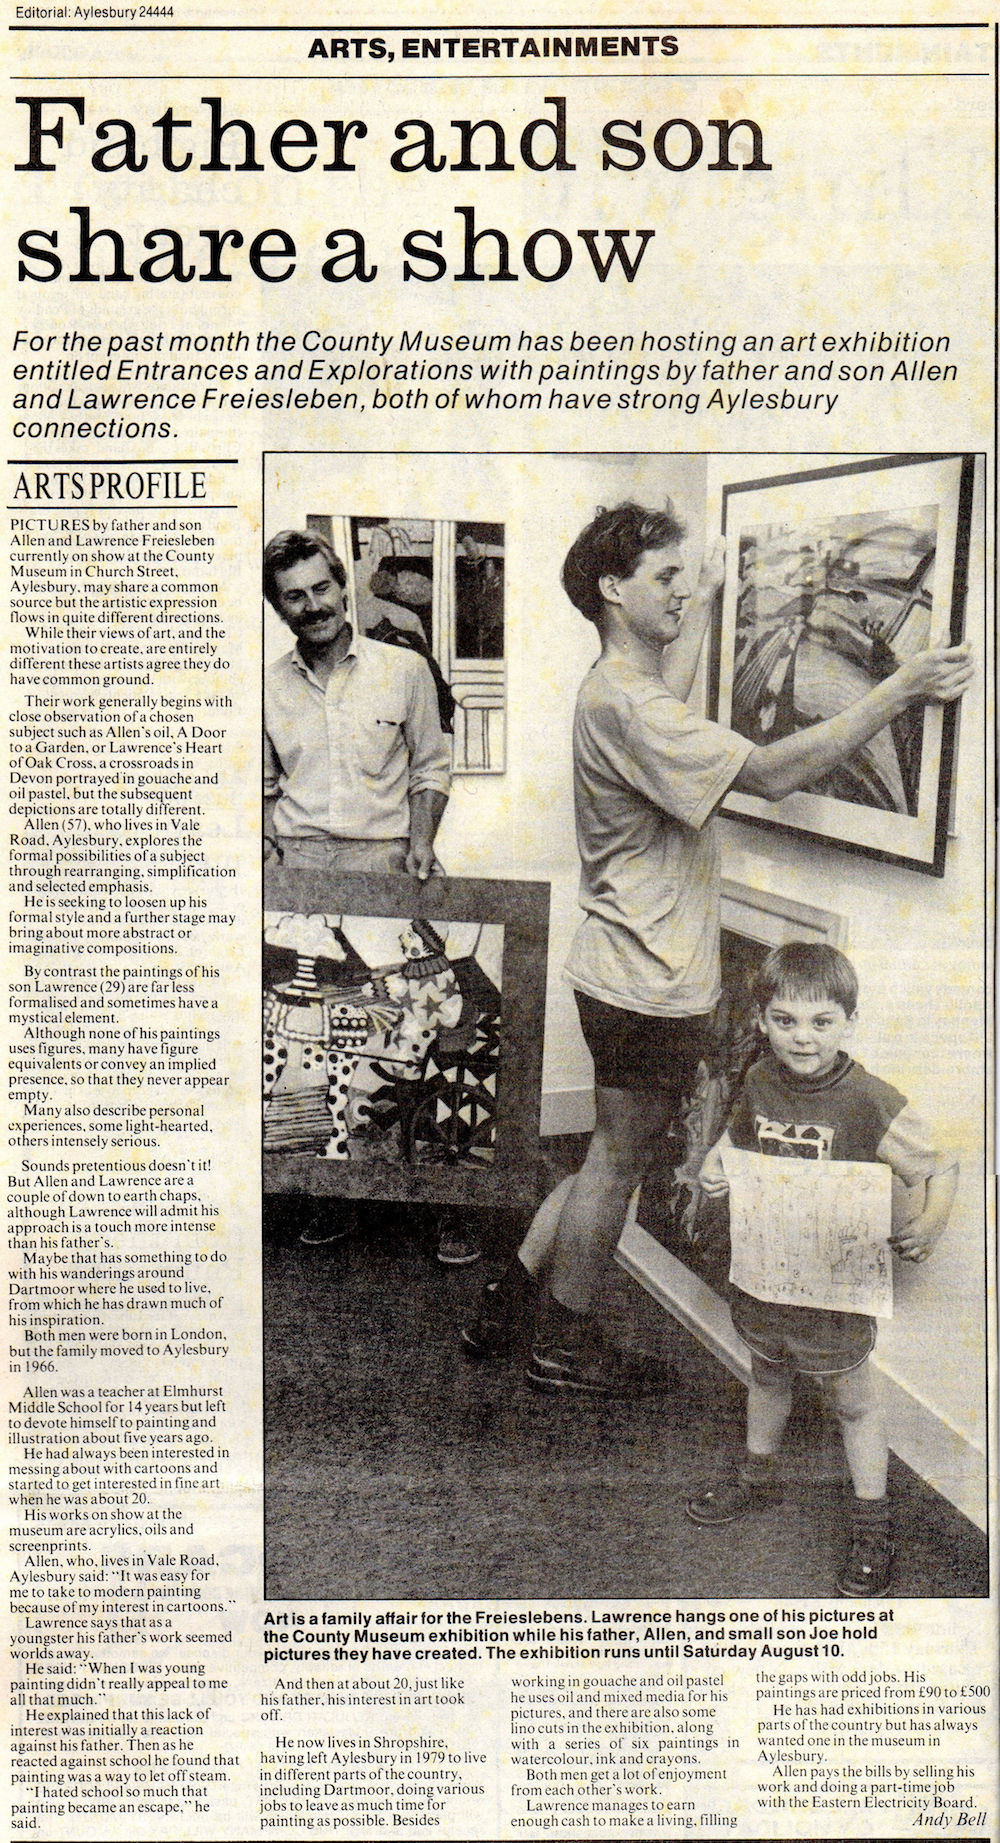 Editorial: Aylesbury 24444
ARTS, ENTERTAINMENTS
Father and son
share a show
For the past month the County Museum has been hosting an art exhibition
entitled Entrances and Explorations with paintings by father and son Allen
and Lawrence Freiesleben, both of whom have strong Aylesbury
connections.
ARTS PROFILE
PICTURES by father and son
Allen and Lawrence Freiesleben
currently on show at the County
Museum in Church Street,
Aylesbury, may share a common
source but the artistic expression
flows in quite different directions.
While their views of art, and the
motivation to create, are entirely
different these artists agree they do
have common ground.
Their work generally begins with
close observation of a chosen
subject such as Allen's oil, A Door
to a Garden, or Lawrence's Heart
of Oak Cross, a crossroads in
Devon portrayed in gouache and
oil pastel, but the subsequent
depictions are totally different.
Allen (57), who lives in Vale
Road, Aylesbury, explores the
formal possibilities of a subject
through rearranging, simplification
and selected emphasis.
He is seeking to loosen up his
formal style and a further stage may
bring about more abstract or
imaginative compositions.
By contrast the paintings of his
son Lawrence (29) are far less
formalised and sometimes have a
mystical element.
Although none of his paintings
uses figures, many have figure
equivalents or convey an implied
presence, so that they never appear
empty.
Many also describe personal
experiences, some light-hearted,
others intensely serious.
Sounds pretentious doesn't it!
But Allen and Lawrence are a
couple of down to earth chaps,
although Lawrence will admit his
approach is a touch more intense
than his father's.
Maybe that has something to do
with his wanderings around
Dartmoor where he used to live,
from which he has drawn much of
his inspiration.
Both men were born in London,
but the family moved to Aylesbury
in 1966.
Allen was a teacher at Elmhurst
Middle School for 14 years but left
to devote himself to painting and
illustration about five years ago.
He had always been interested in
messing about with cartoons and
started to get interested in fine art
when he was about 20.
His works on show at the
museum are acrylics, oils and
screenprints.
Allen, who, lives in Vale Road,
Aylesbury said: "It was easy for
me to take to modern painting
because of my interest in cartoons."
Lawrence says that as a
youngster his father's work seemed
worlds away.
He said: "When I was young
painting didn't really appeal to me
all that much."
He explained that this lack of
interest was initially a reaction
against his father. Then as he
reacted against school he found that
painting was a way to let off steam.
"I hated school so much that
painting became an escape," he
said.
Art is a family affair for the Freieslebens. Lawrence hangs one of his pictures at
the County Museum exhibition while his father, Allen, and small son Joe hold
pictures they have created. The exhibition runs until Saturday August 10.
And then at about 20, just like
his father, his interest in art took
off.
He now lives in Shropshire,
having left Aylesbury in 1979 to live
in different parts of the country,
including Dartmoor, doing various
jobs to leave as much time for
painting as possible. Besides
working in gouache and oil pastel
he uses oil and mixed media for his
pictures, and there are also some
lino cuts in the exhibition, along
with a series of six paintings in
watercolour, ink and crayons.
Both men get a lot of enjoyment
from each other's work.
Lawrence manages to earn
enough cash to make a living, filling
the gaps with odd jobs. His
paintings are priced from £90 to £500
He has had exhibitions in various
parts of the country but has always
wanted one in the museum in
Aylesbury.
Allen pays the bills by selling his
work and doing a part-time job
with the Eastern Electricity Board.
Andy Bell